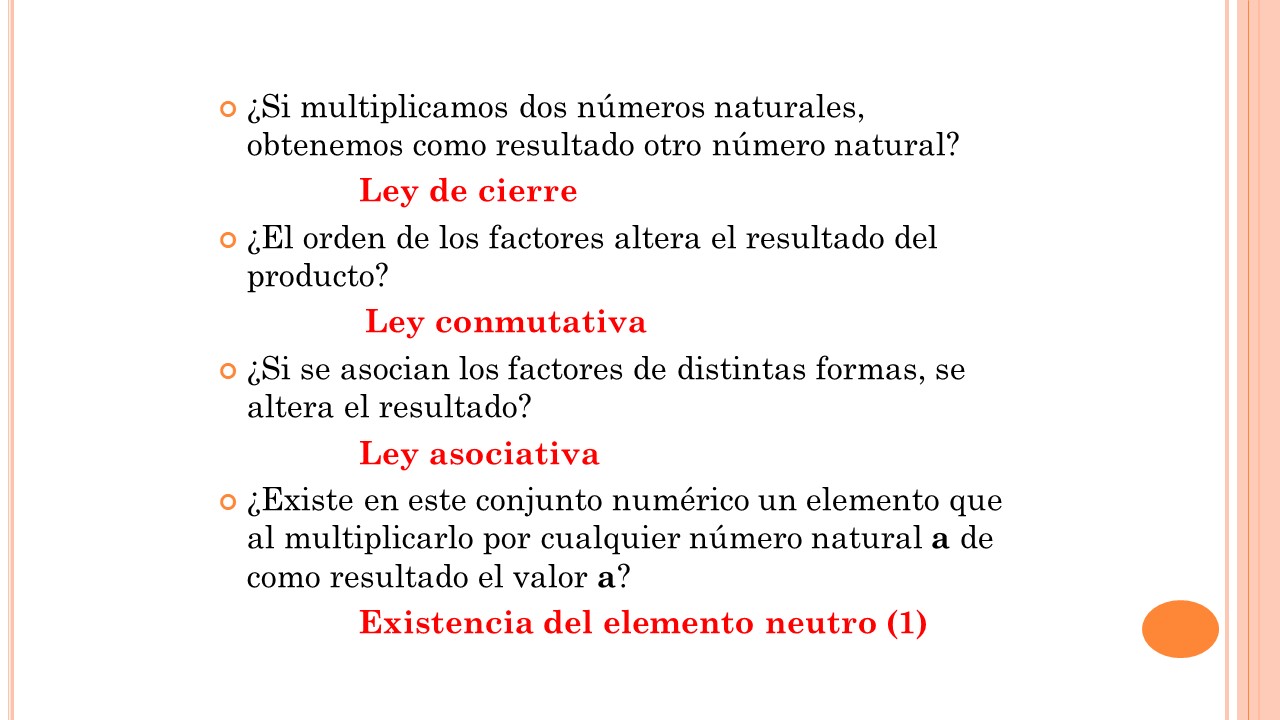 ¿Si multiplicamos dos números naturales,
obtenemos como resultado otro número natural?
Ley de cierre
¿El orden de los factores altera el resultado del
producto?
Ley conmutativa
¿Si se asocian los factores de distintas formas, se
altera el resultado?
Ley asociativa
¿Existe en este conjunto numérico un elemento que
al multiplicarlo por cualquier número natural a de
como resultado el valor a?
Existencia del elemento neutro (1)